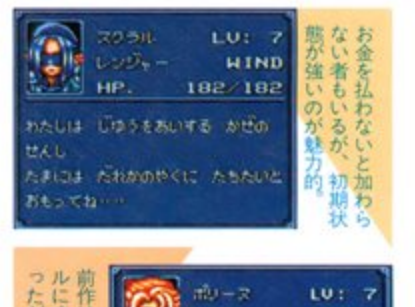 スクラル LV: 7
レンジャー WIND
HP. 182/182
わたしは じゆうをあいする かぜの
せんし
たまには だれかのやくに たちたいと
おもってね……
お金を払わないと加わら
ない者もいるが、初期状
態が強いのが魅力的。
前作
ルに
った
ポリーヌ LV: 7